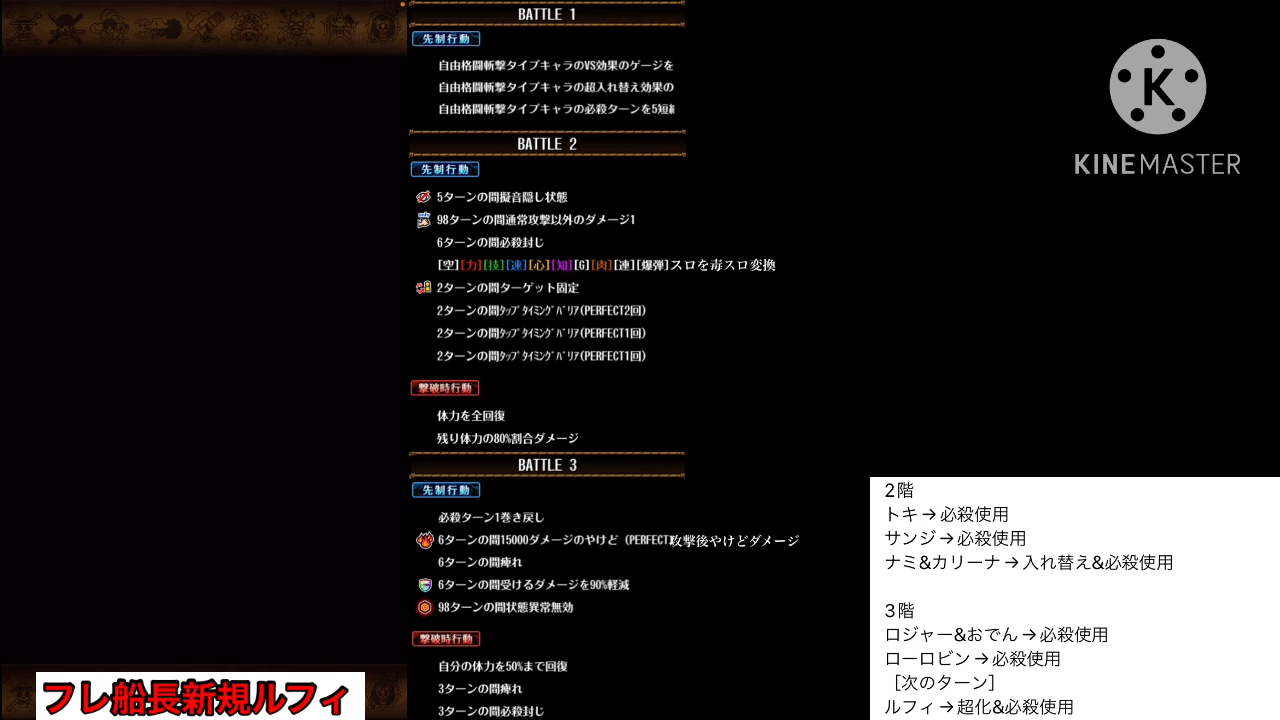 BATTLE 1
先制行動
自由格闘斬撃タイプキャラのVS効果のゲージを
自由格闘斬撃タイプキャラの超入れ替え効果の
自由格闘斬撃タイプキャラの必殺ターンを5短
BATTLE 2
先制行動
5ターンの間擬音隠し状態
98ターンの間通常攻撃以外のダメージ1
6ターンの間必殺封じ
[空][力][技][速][心][知][G][肉][連][爆弾]スロを毒スロ変換
2ターンの間ターゲット固定
2ターンの間ﾀｯﾌﾟﾀｲﾐﾝｸﾞﾊﾞﾘｱ(PERFECT2回)
2ターンの間ﾀｯﾌﾟﾀｲﾐﾝｸﾞﾊﾞﾘｱ(PERFECT1回)
2ターンの間ﾀｯﾌﾟﾀｲﾐﾝｸﾞﾊﾞﾘｱ(PERFECT1回)
撃破時行動
体力を全回復
残り体力の80%割合ダメージ
BATTLE 3
先制行動
必殺ターン1巻き戻し
6ターンの間15000ダメージのやけど（PERFECT攻撃後やけどダメージ
6ターンの間痺れ
6ターンの間受けるダメージを90%軽減
98ターンの間状態異常無効
撃破時行動
自分の体力を50%まで回復
3ターンの間痺れ
3ターンの間必殺封じ
フレ船長新規ルフィ
K
KINEMASTER
2階
トキ→必殺使用
サンジ→必殺使用
ナミ&カリーナ→入れ替え&必殺使用
3階
ロジャー&おでん→必殺使用
ローロビン→必殺使用
［次のターン］
ルフィ→超化&必殺使用